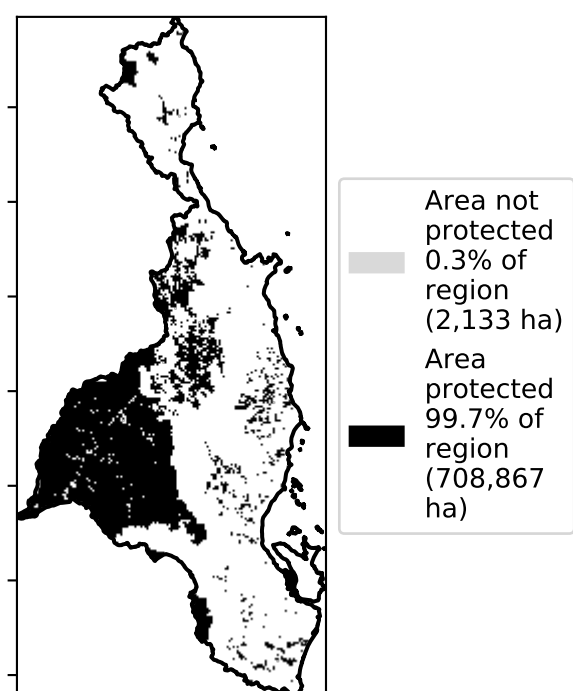 Area not
protected
0.3% of
region
(2,133 ha)
Area
protected
99.7% of
region
(708,867
ha)